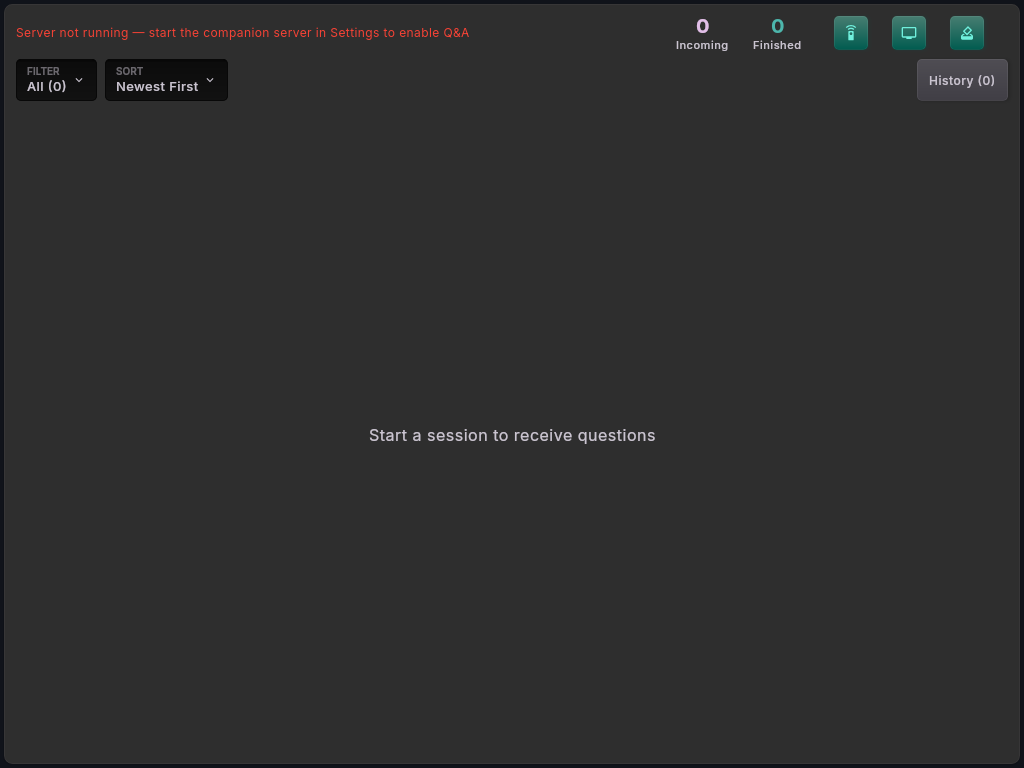 Server not running — start the companion server in Settings to enable Q&A
0
Incoming
0
Finished
FILTER
All (0)
SORT
Newest First
History (0)
Start a session to receive questions